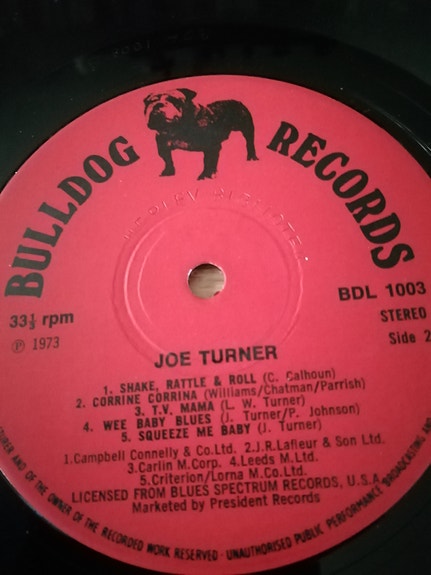 BULLDOG RECORDS
BDL 1003
33⅓ rpm
STEREO
℗ 1973
Side 2
JOE TURNER
1. SHAKE, RATTLE & ROLL (C. Calhoun)
2. CORRINE CORRINA (Williams/Chatman/Parrish)
3. T.V. MAMA (L. W. Turner)
4. WEE BABY BLUES (J. Turner/P. Johnson)
5. SQUEEZE ME BABY (J. Turner)
1.Campbell Connelly & Co.Ltd. 2.J.R.Lafleur & Son Ltd.
3.Carlin M.Corp. 4.Leeds M.Ltd.
5.Criterion/Lorna M.Co.Ltd.
LICENSED FROM BLUES SPECTRUM RECORDS, U.S.A.
Marketed by President Records
AND OF THE OWNER OF THE RECORDED WORK RESERVED · UNAUTHORISED PUBLIC PERFORMANCE BROADCASTING AND